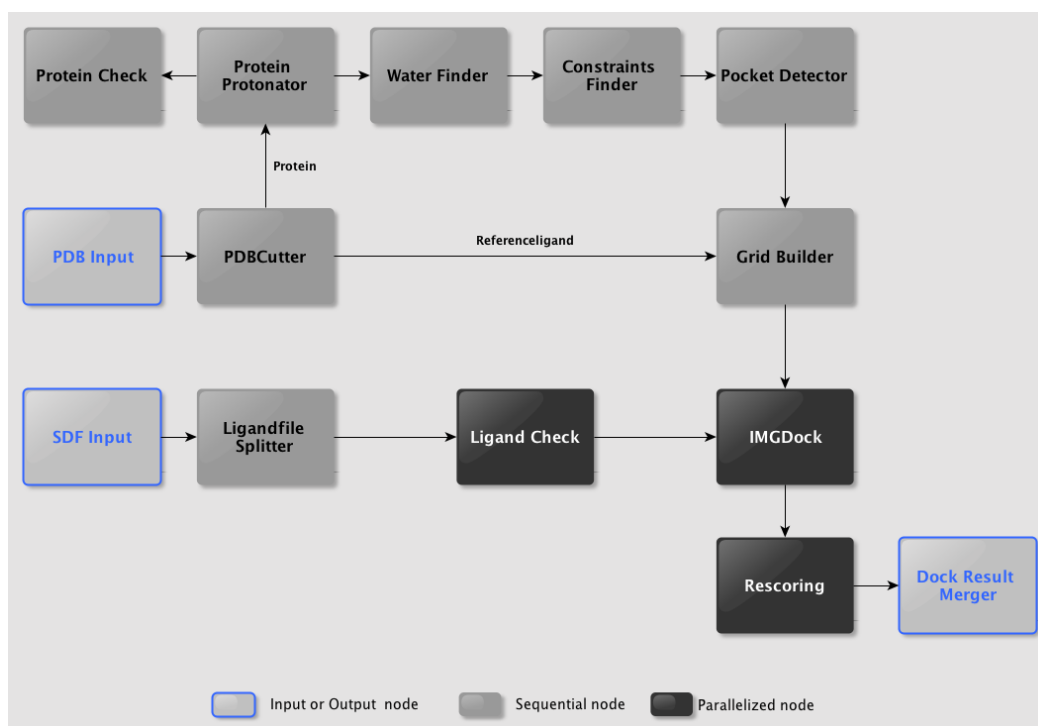 Protein Check
Protein
Protonator
Water Finder
Constraints
Finder
Pocket Detector
Protein
PDB Input
PDBCutter
Referenceligand
Grid Builder
SDF Input
Ligandfile
Splitter
Ligand Check
IMGDock
Rescoring
Dock Result
Merger
Input or Output node
Sequential node
Parallelized node